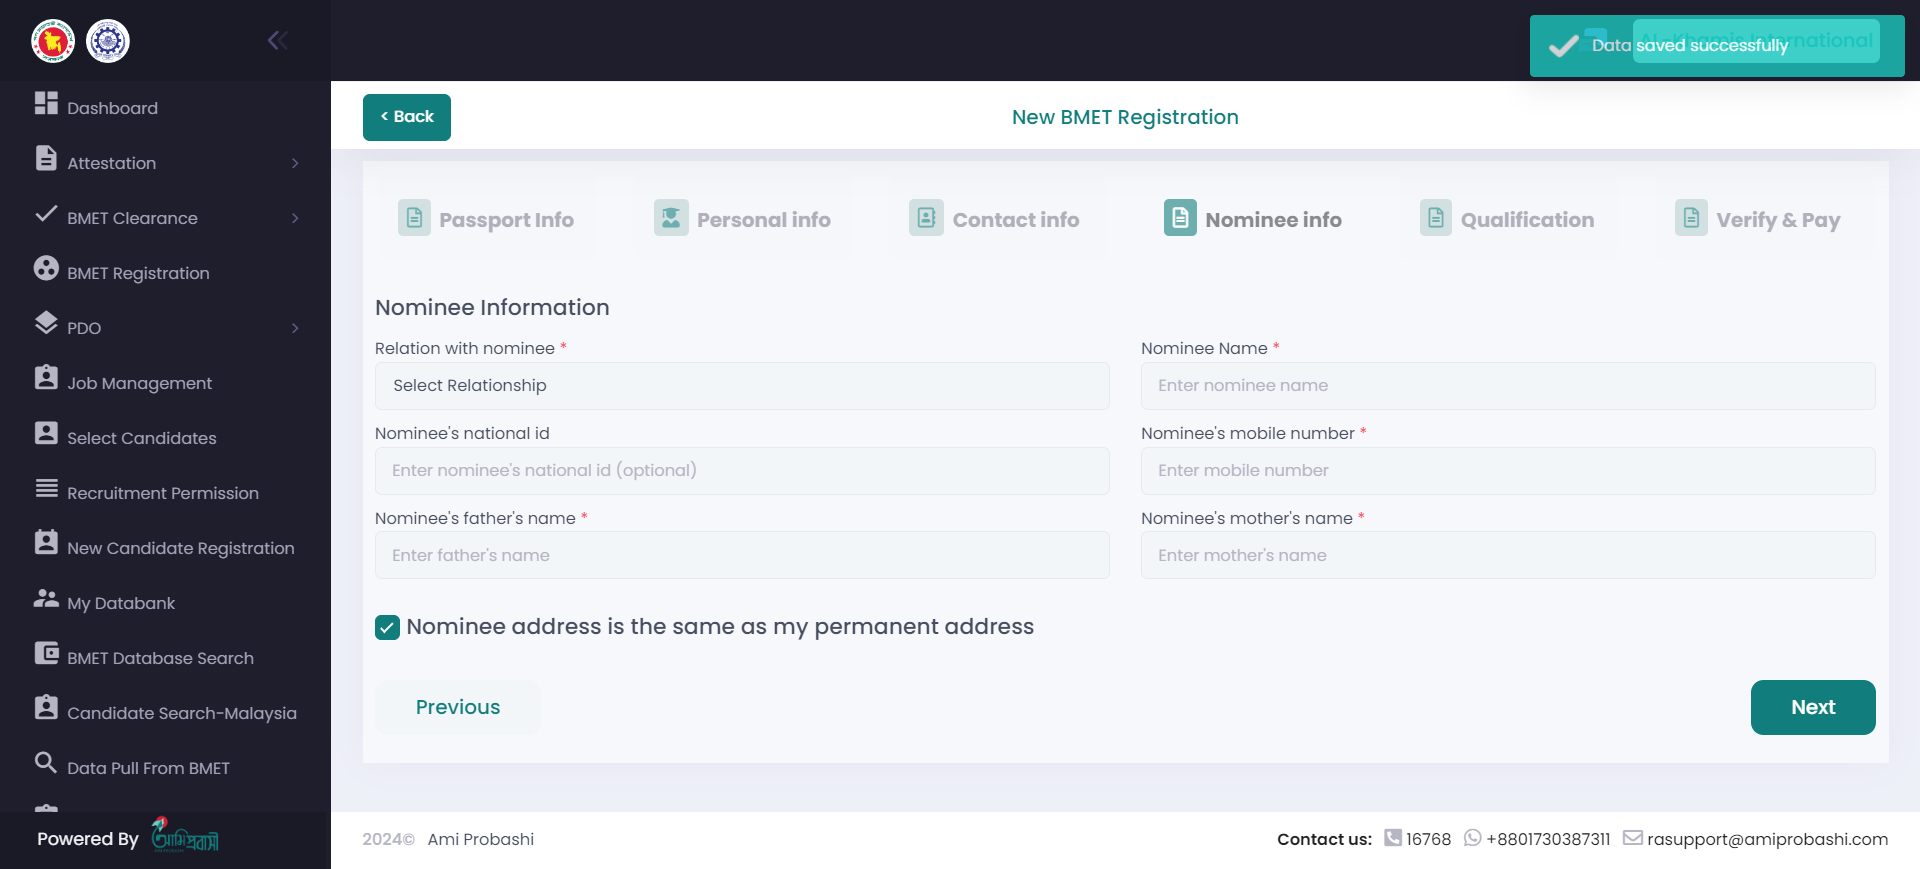 Dashboard
Attestation
BMET Clearance
BMET Registration
PDO
Job Management
Select Candidates
Recruitment Permission
New Candidate Registration
My Databank
BMET Database Search
Candidate Search-Malaysia
Data Pull From BMET
Powered By
আমি প্রবাসী
Data saved successfully
International
< Back
New BMET Registration
Passport Info
Personal info
Contact info
Nominee info
Qualification
Verify & Pay
Nominee Information
Relation with nominee *
Select Relationship
Nominee Name *
Enter nominee name
Nominee's national id
Enter nominee's national id (optional)
Nominee's mobile number *
Enter mobile number
Nominee's father's name *
Enter father's name
Nominee's mother's name *
Enter mother's name
Nominee address is the same as my permanent address
Previous
Next
2024© Ami Probashi
Contact us: 16768 +8801730387311 rasupport@amiprobashi.com